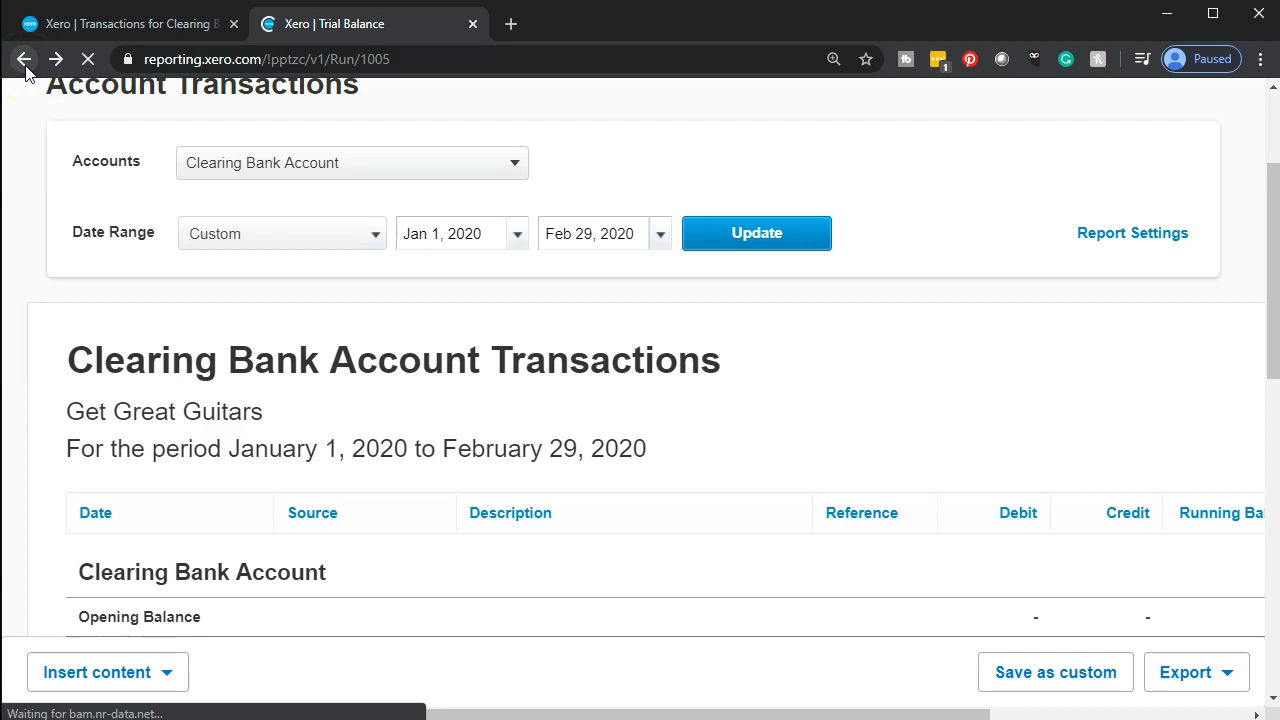 Xero | Transactions for Clearing B
Xero | Trial Balance
reporting.xero.com/!pptzc/v1/Run/1005
1
Paused
Account Transactions
Accounts
Clearing Bank Account
Date Range
Custom
Jan 1, 2020
Feb 29, 2020
Update
Report Settings
Clearing Bank Account Transactions
Get Great Guitars
For the period January 1, 2020 to February 29, 2020
Date Source Description Reference Debit Credit Running Ba
Clearing Bank Account
Opening Balance - -
Insert content
Save as custom
Export
Waiting for bam.nr-data.net...